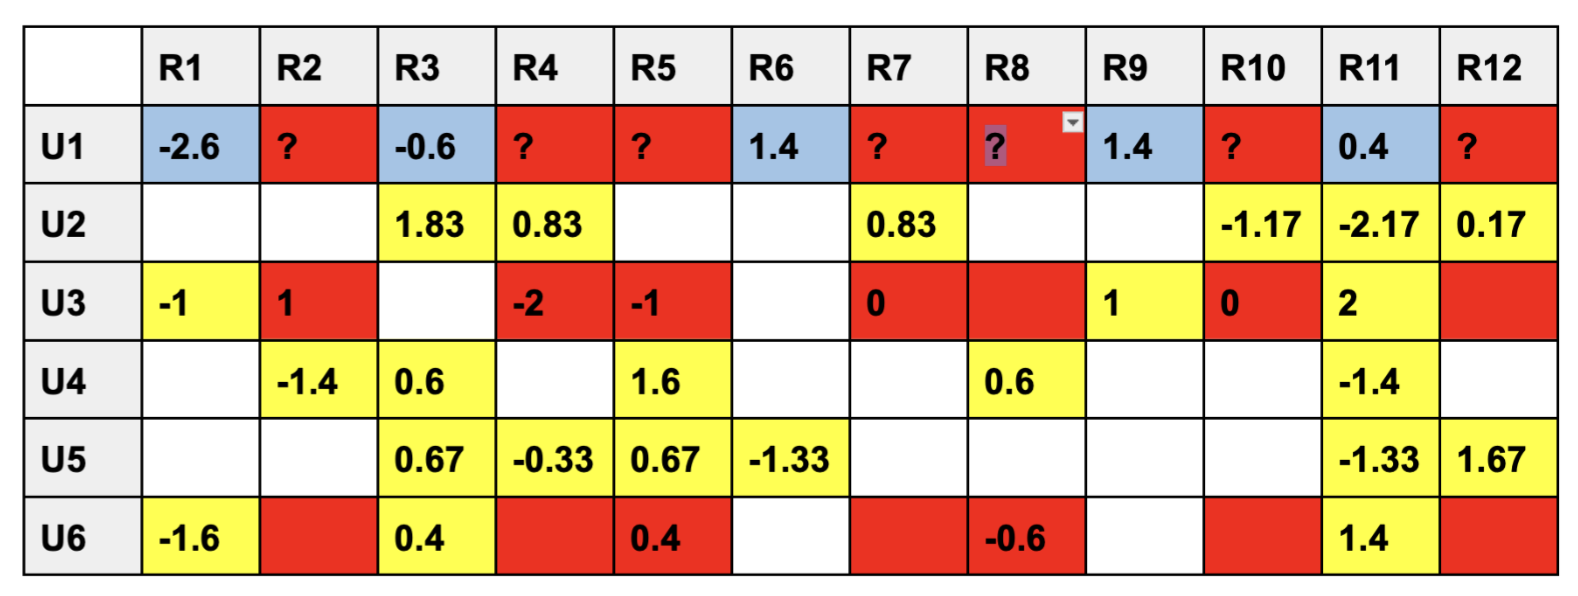 R1 R2 R3 R4 R5 R6 R7 R8 R9 R10 R11 R12
U1 -2.6 ? -0.6 ? ? 1.4 ? ? 1.4 ? 0.4 ?
U2 1.83 0.83 0.83 -1.17 -2.17 0.17
U3 -1 1 -2 -1 0 1 0 2
U4 -1.4 0.6 1.6 0.6 -1.4
U5 0.67 -0.33 0.67 -1.33 -1.33 1.67
U6 -1.6 0.4 0.4 -0.6 1.4